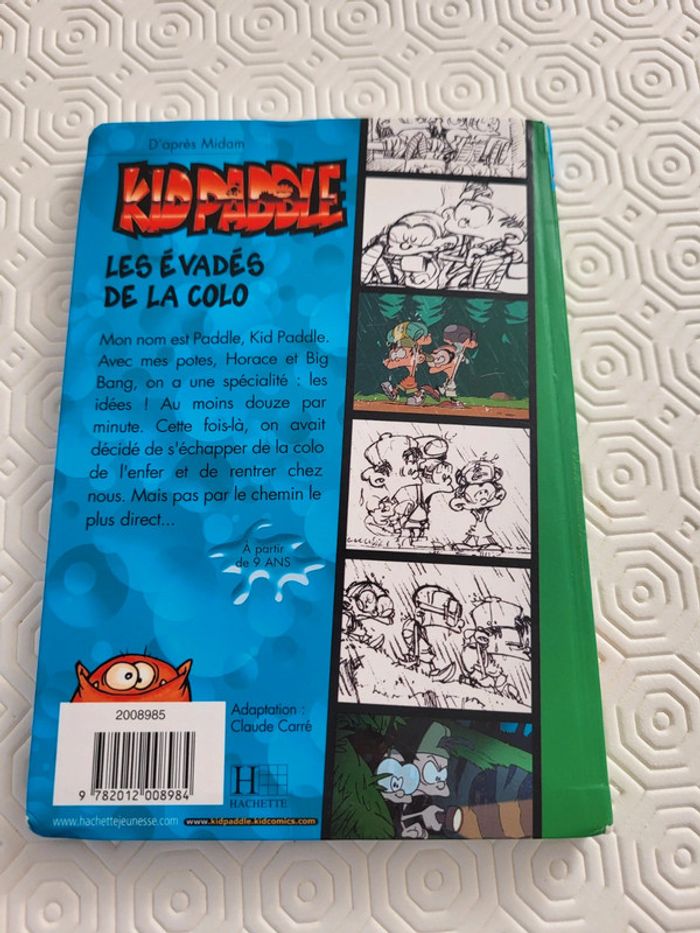 D'après Midam
KID PADDLE
LES ÉVADÉS
DE LA COLO
Mon nom est Paddle, Kid Paddle.
Avec mes potes, Horace et Big
Bang, on a une spécialité : les
idées ! Au moins douze par
minute. Cette fois-là, on avait
décidé de s'échapper de la colo
de l'enfer et de rentrer chez
nous. Mais pas par le chemin le
plus direct...
À partir
de 9 ANS
Adaptation :
Claude Carré
2008985
9 782012 008984
H
HACHETTE
www.hachettejeunesse.com
www.kidpaddle.kidcomics.com